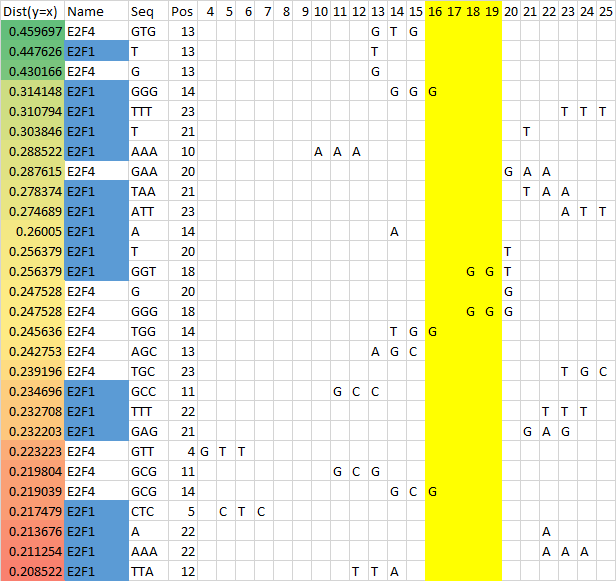 Dist(y=x) Name Seq Pos 4 5 6 7 8 9 10 11 12 13 14 15 16 17 18 19 20 21 22 23 24 25
0.459697 E2F4 GTG 13 G T G
0.447626 E2F1 T 13 T
0.430166 E2F4 G 13 G
0.314148 E2F1 GGG 14 G G G
0.310794 E2F1 TTT 23 T T T
0.303846 E2F1 T 21 T
0.288522 E2F1 AAA 10 A A A
0.287615 E2F4 GAA 20 G A A
0.278374 E2F1 TAA 21 T A A
0.274689 E2F1 ATT 23 A T T
0.26005 E2F1 A 14 A
0.256379 E2F1 T 20 T
0.256379 E2F1 GGT 18 G G T
0.247528 E2F4 G 20 G
0.247528 E2F4 GGG 18 G G G
0.245636 E2F4 TGG 14 T G G
0.242753 E2F4 AGC 13 A G C
0.239196 E2F4 TGC 23 T G C
0.234696 E2F1 GCC 11 G C C
0.232708 E2F1 TTT 22 T T T
0.232203 E2F1 GAG 21 G A G
0.223223 E2F4 GTT 4 G T T
0.219804 E2F4 GCG 11 G C G
0.219039 E2F4 GCG 14 G C G
0.217479 E2F1 CTC 5 C T C
0.213676 E2F1 A 22 A
0.211254 E2F1 AAA 22 A A A
0.208522 E2F1 TTA 12 T T A